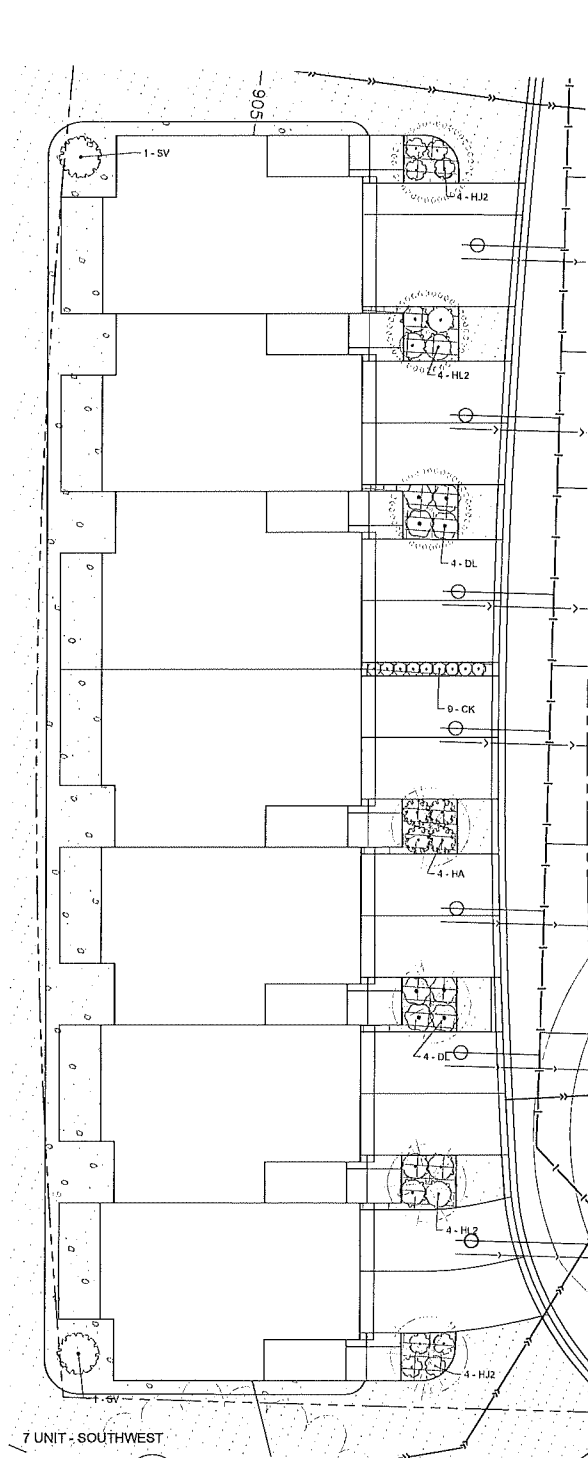 905
1 - SV
4 - HJ2
4 - HL2
4 - DL
9 - CK
4 - HA
4 - DL
4 - HL2
4 - HJ2
1 - SV
7 UNIT - SOUTHWEST